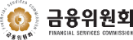 금융위원회
FINANCIAL SERVICES COMMISSION